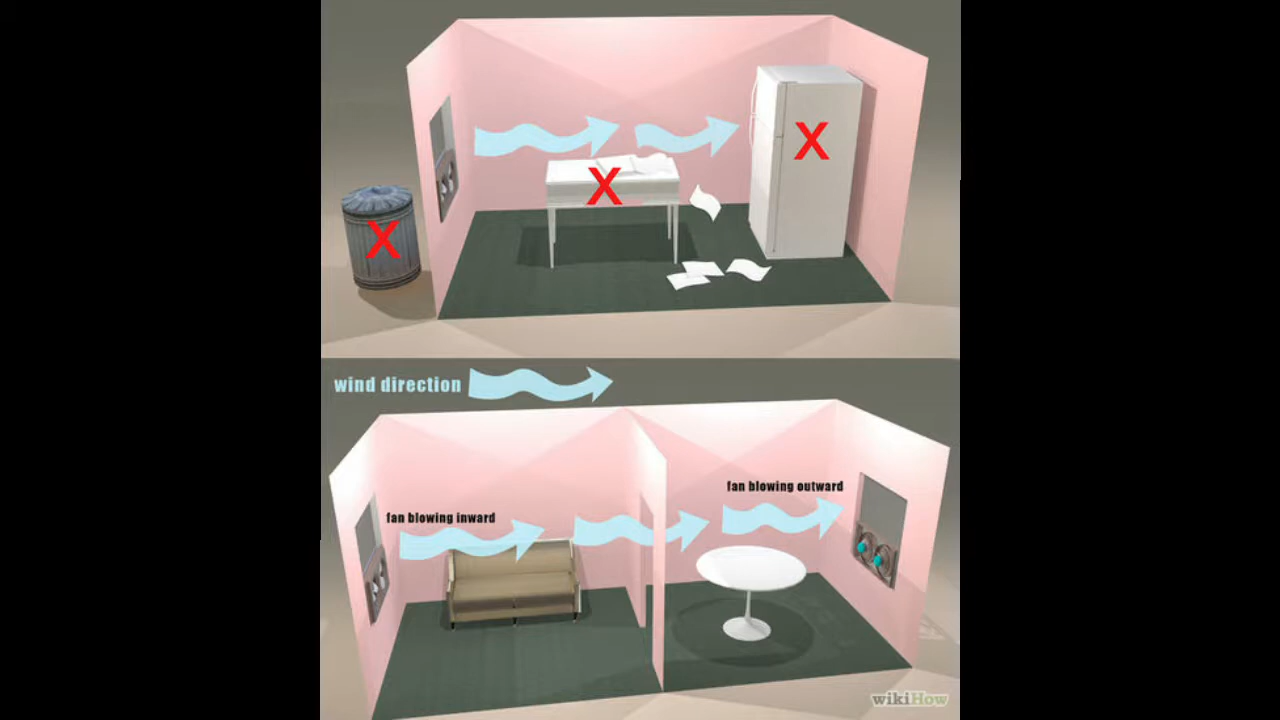 X
X
X
wind direction
fan blowing outward
fan blowing inward
wikiHow